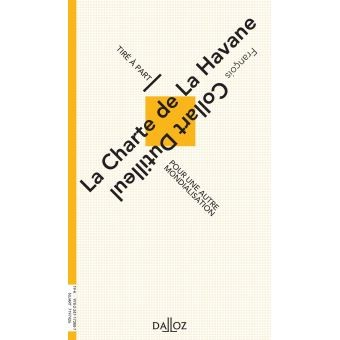 TIRÉ À PART
La Charte de La Havane
François
Collart Dutilleul
POUR UNE AUTRE
MONDIALISATION
DALLOZ